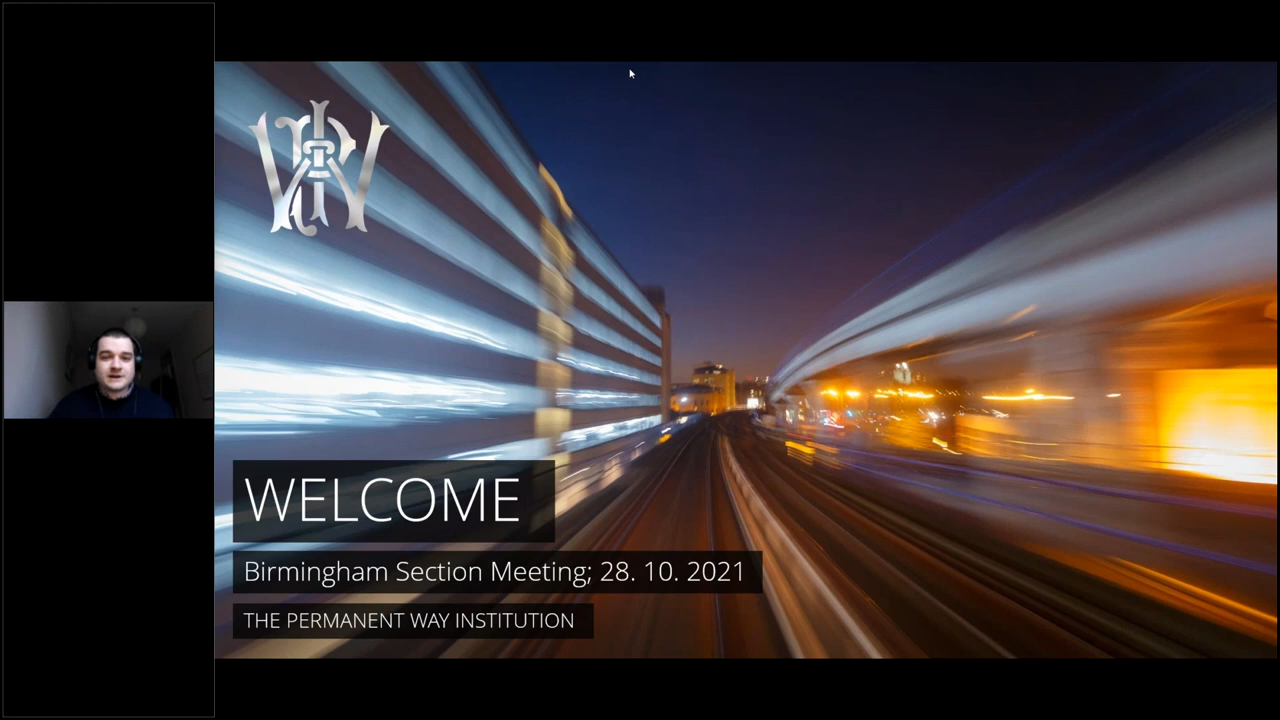 WELCOME
Birmingham Section Meeting; 28. 10. 2021
THE PERMANENT WAY INSTITUTION